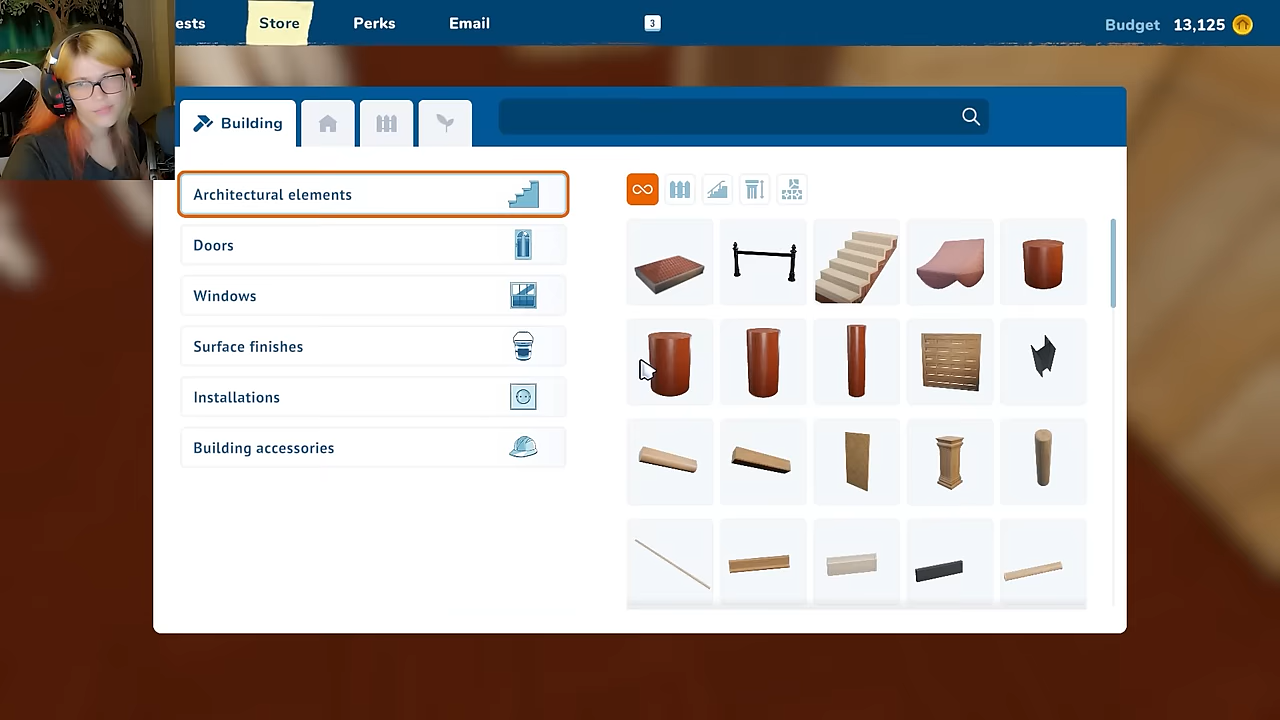 ests
Store
Perks
Email
3
Budget 13,125
Building
Architectural elements
Doors
Windows
Surface finishes
Installations
Building accessories